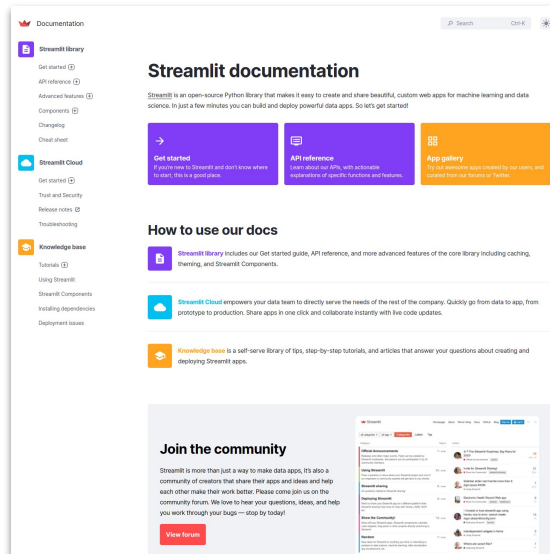 Documentation
Search
Ctrl-K
Streamlit library
Get started
API reference
Advanced features
Components
Changelog
Cheat sheet
Streamlit Cloud
Get started
Trust and Security
Release notes
Troubleshooting
Knowledge base
Tutorials
Using Streamlit
Streamlit Components
Installing dependencies
Deployment issues
Streamlit documentation
Streamlit is an open-source Python library that makes it easy to create and share beautiful, custom web apps for machine learning and data
science. In just a few minutes you can build and deploy powerful data apps. So let's get started!
Get started
If you're new to Streamlit and don't know where
to start, this is a good place.
API reference
Learn about our APIs, with actionable
explanations of specific functions and features.
App gallery
Try out awesome apps created by our users, and
curated from our forums or Twitter.
How to use our docs
Streamlit library includes our Get started guide, API reference, and more advanced features of the core library including caching,
theming, and Streamlit Components.
Streamlit Cloud empowers your data team to directly serve the needs of the rest of the company. Quickly go from data to app, from
prototype to production. Share apps in one click and collaborate instantly with live code updates.
Knowledge base is a self-serve library of tips, step-by-step tutorials, and articles that answer your questions about creating and
deploying Streamlit apps.
Join the community
Streamlit is more than just a way to make data apps, it's also a
community of creators that share their apps and ideas and help
each other make their work better. Please come join us on the
community forum. We love to hear your questions, ideas, and help
you work through your bugs — stop by today!
View forum
Streamlit
Official Announcements
Using Streamlit
Streamlit sharing
Deploying Streamlit
Show the Community!
Random